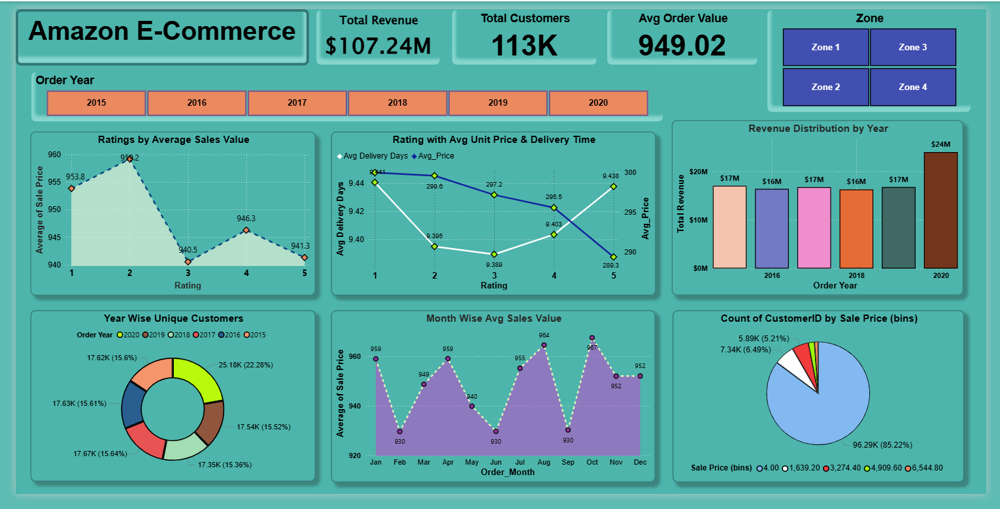 Amazon E-Commerce
Total Revenue
$107.24M
Total Customers
113K
Avg Order Value
949.02
Zone
Zone 1
Zone 3
Zone 2
Zone 4
Order Year
2015
2016
2017
2018
2019
2020
Ratings by Average Sales Value
Average of Sale Price
960
955
950
945
940
953.8
959.2
940.5
946.3
941.3
1
2
3
4
5
Rating
Rating with Avg Unit Price & Delivery Time
Avg Delivery Days
Avg_Price
Avg Delivery Days
9.44
9.42
9.40
9.441
9.395
9.389
9.403
9.438
299.6
297.2
295.5
289.3
300
295
290
Avg_Price
1
2
3
4
5
Rating
Revenue Distribution by Year
Total Revenue
$20M
$10M
$0M
$17M
$16M
$17M
$16M
$17M
$24M
2016
2018
2020
Order Year
Year Wise Unique Customers
Order Year 2020 2019 2018 2017 2016 2015
17.62K (15.6%)
25.18K (22.28%)
17.63K (15.61%)
17.54K (15.52%)
17.67K (15.64%)
17.35K (15.36%)
Month Wise Avg Sales Value
Average of Sale Price
960
940
920
959
930
949
959
940
930
955
964
930
967
952
952
Jan
Feb
Mar
Apr
May
Jun
Jul
Aug
Sep
Oct
Nov
Dec
Order_Month
Count of CustomerID by Sale Price (bins)
5.89K (5.21%)
7.34K (6.49%)
96.29K (85.22%)
Sale Price (bins) 4.00 1,639.20 3,274.40 4,909.60 6,544.80